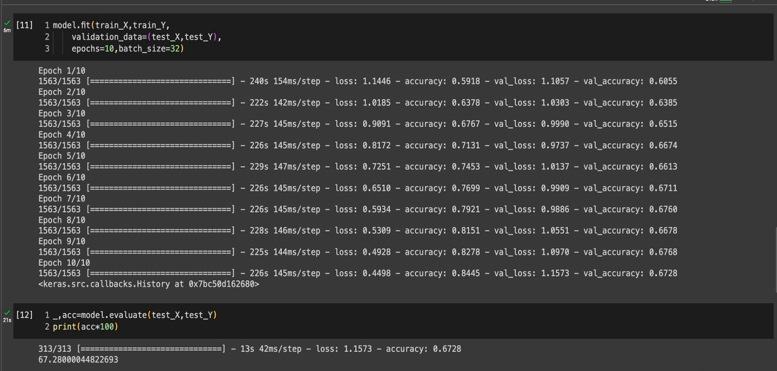 [11] 1 model.fit(train_X,train_Y,
2 validation_data=(test_X,test_Y),
3 epochs=10,batch_size=32)
6m
Epoch 1/10
1563/1563 [==============================] - 240s 154ms/step - loss: 1.1446 - accuracy: 0.5918 - val_loss: 1.1057 - val_accuracy: 0.6055
Epoch 2/10
1563/1563 [==============================] - 222s 142ms/step - loss: 1.0185 - accuracy: 0.6378 - val_loss: 1.0303 - val_accuracy: 0.6385
Epoch 3/10
1563/1563 [==============================] - 227s 145ms/step - loss: 0.9091 - accuracy: 0.6767 - val_loss: 0.9990 - val_accuracy: 0.6515
Epoch 4/10
1563/1563 [==============================] - 226s 145ms/step - loss: 0.8172 - accuracy: 0.7131 - val_loss: 0.9737 - val_accuracy: 0.6674
Epoch 5/10
1563/1563 [==============================] - 229s 147ms/step - loss: 0.7251 - accuracy: 0.7453 - val_loss: 1.0137 - val_accuracy: 0.6613
Epoch 6/10
1563/1563 [==============================] - 226s 145ms/step - loss: 0.6510 - accuracy: 0.7699 - val_loss: 0.9909 - val_accuracy: 0.6711
Epoch 7/10
1563/1563 [==============================] - 226s 145ms/step - loss: 0.5934 - accuracy: 0.7921 - val_loss: 0.9886 - val_accuracy: 0.6760
Epoch 8/10
1563/1563 [==============================] - 228s 146ms/step - loss: 0.5309 - accuracy: 0.8151 - val_loss: 1.0551 - val_accuracy: 0.6678
Epoch 9/10
1563/1563 [==============================] - 225s 144ms/step - loss: 0.4928 - accuracy: 0.8278 - val_loss: 1.0970 - val_accuracy: 0.6768
Epoch 10/10
1563/1563 [==============================] - 226s 145ms/step - loss: 0.4498 - accuracy: 0.8445 - val_loss: 1.1573 - val_accuracy: 0.6728
<keras.src.callbacks.History at 0x7bc50d162680>
[12] 1 _,acc=model.evaluate(test_X,test_Y)
2 print(acc*100)
21s
313/313 [==============================] - 13s 42ms/step - loss: 1.1573 - accuracy: 0.6728
67.28000044822693